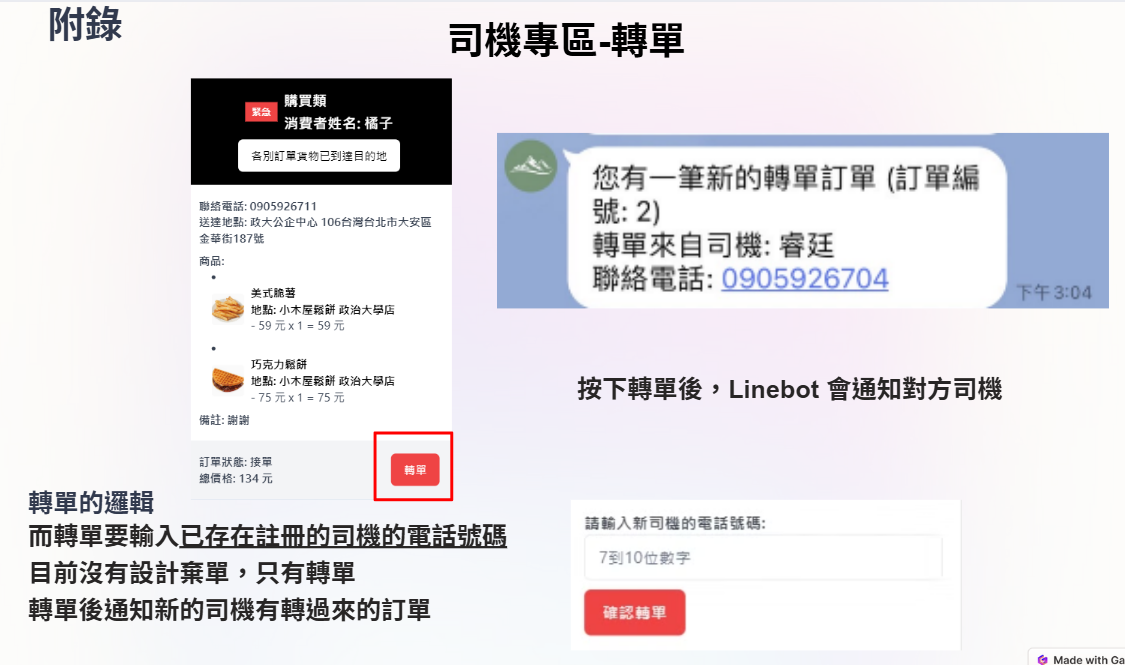 附錄
司機專區-轉單
緊急
購買類
消費者姓名: 橘子
各別訂單貨物已到達目的地
聯絡電話: 0905926711
送達地點: 政大公企中心 106台灣台北市大安區
金華街187號
商品:
美式脆薯
地點: 小木屋鬆餅 政治大學店
- 59 元 x 1 = 59 元
巧克力鬆餅
地點: 小木屋鬆餅 政治大學店
- 75 元 x 1 = 75 元
備註: 謝謝
訂單狀態: 接單
總價格: 134 元
轉單
您有一筆新的轉單訂單 (訂單編
號: 2)
轉單來自司機: 睿廷
聯絡電話: 0905926704
下午 3:04
按下轉單後，Linebot 會通知對方司機
轉單的邏輯
而轉單要輸入已存在註冊的司機的電話號碼
目前沒有設計棄單，只有轉單
轉單後通知新的司機有轉過來的訂單
請輸入新司機的電話號碼:
7到10位數字
確認轉單
Made with Ga